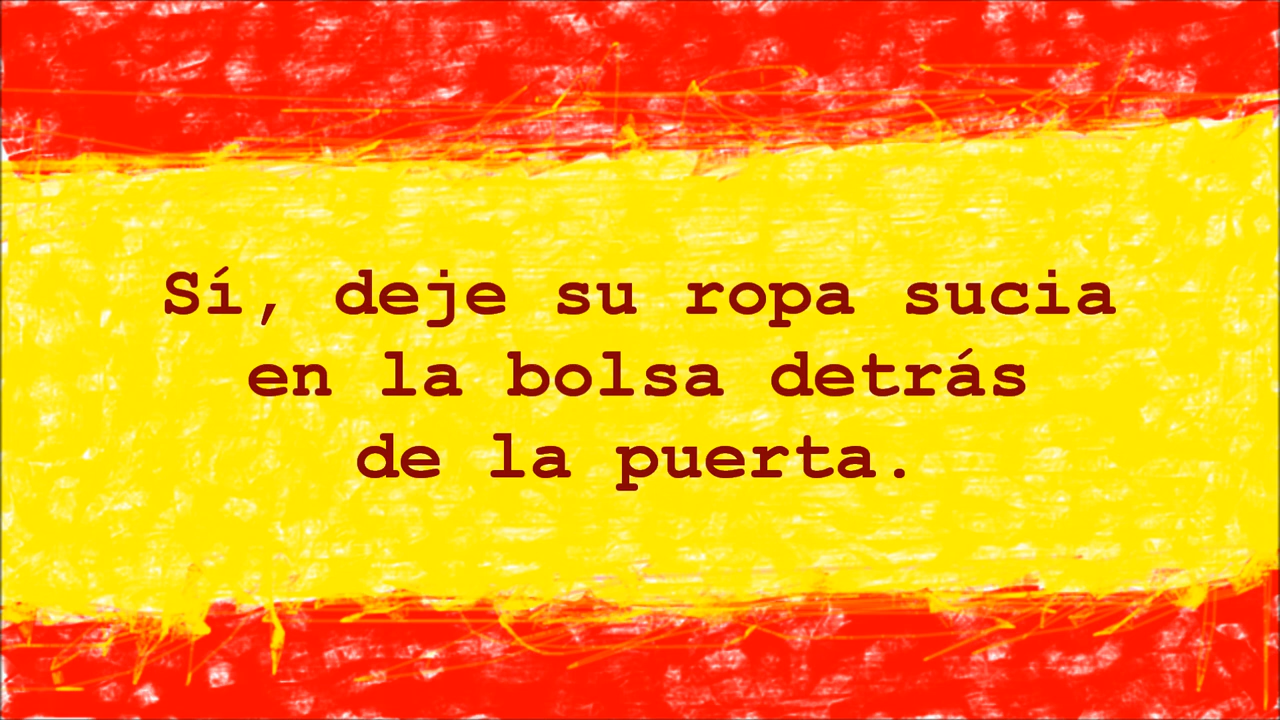 Sí, deje su ropa sucia
en la bolsa detrás
de la puerta.